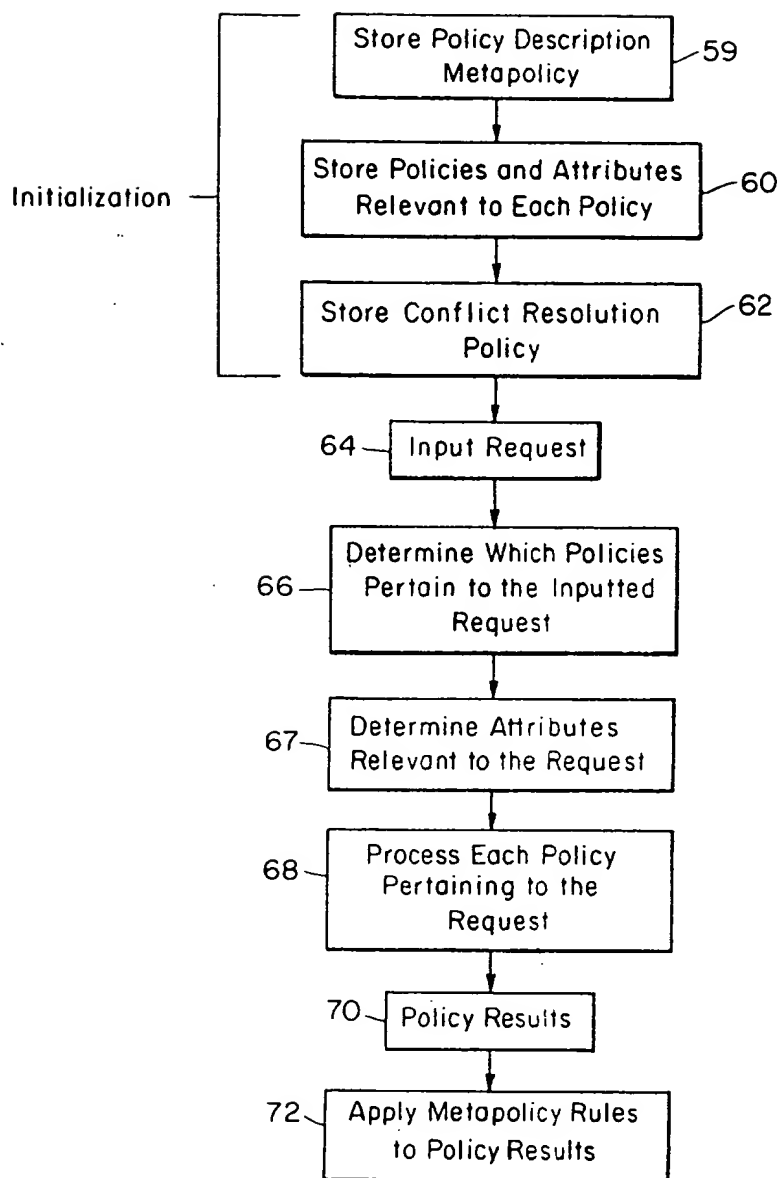 Store Policy Description
Metapolicy
59
Store Policies and Attributes
Relevant to Each Policy
60
Initialization
Store Conflict Resolution
Policy
62
64
Input Request
Determine Which Policies
Pertain to the Inputted
Request
66
67
Determine Attributes
Relevant to the Request
68
Process Each Policy
Pertaining to the
Request
70
Policy Results
72
Apply Metapolicy Rules
to Policy Results